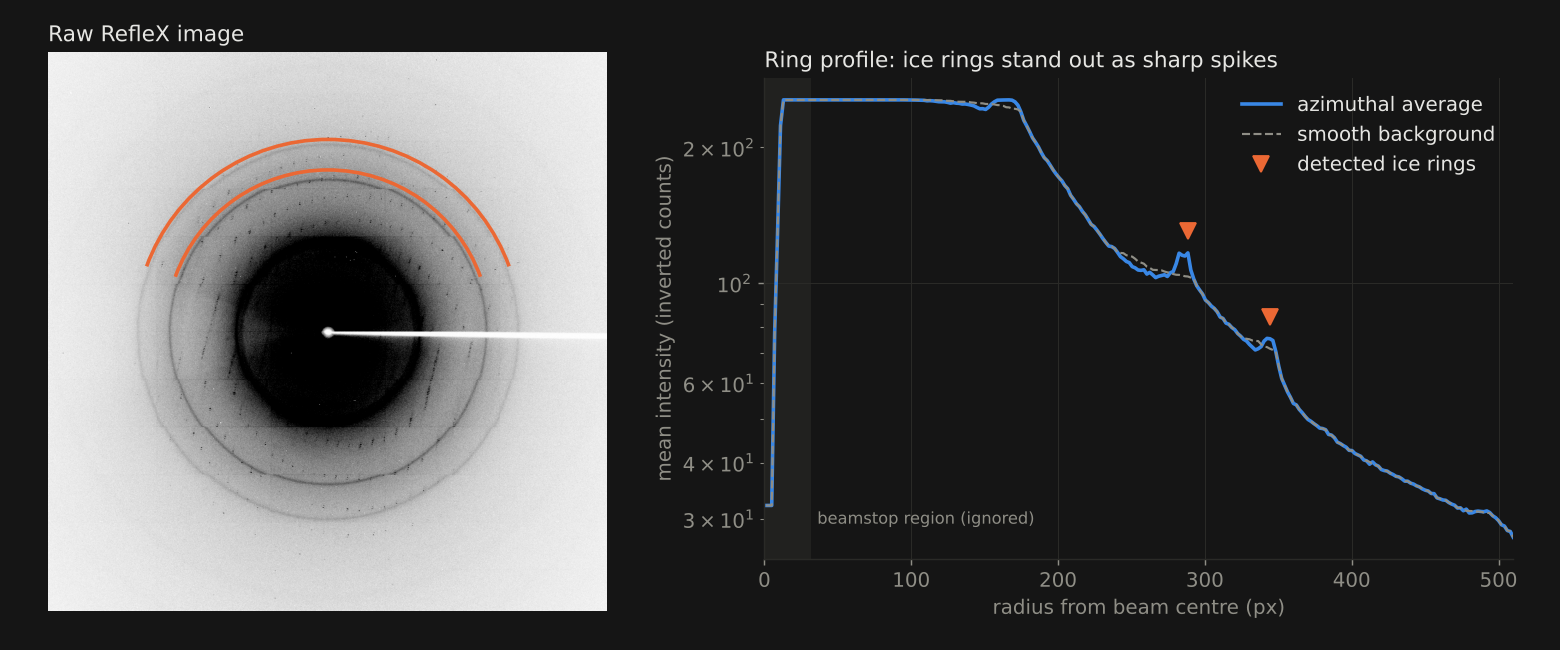 Raw RefleX image
Ring profile: ice rings stand out as sharp spikes
azimuthal average
smooth background
detected ice rings
mean intensity (inverted counts)
2 × 10²
10²
6 × 10¹
4 × 10¹
3 × 10¹
beamstop region (ignored)
0 100 200 300 400 500
radius from beam centre (px)